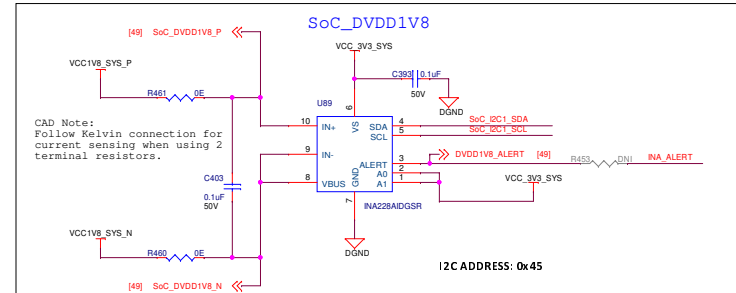 SoC_DVDD1V8
[49] SoC_DVDD1V8_P
VCC_3V3_SYS
VCC1V8_SYS_P
C393 0.1uF
50V
DGND
R461 0E
U89
CAD Note:
Follow Kelvin connection for
current sensing when using 2
terminal resistors.
6
VS
10 IN+
SDA 4 SoC_I2C1_SDA
SCL 5 SoC_I2C1_SCL
9 IN-
ALERT 3 DVDD1V8_ALERT [49]
R453 DNI INA_ALERT
A0 2
8 VBUS
A1 1
GND
7
VCC_3V3_SYS
C403
0.1uF
50V
INA228AIDGSR
VCC1V8_SYS_N
DGND
R460 0E
I2C ADDRESS: 0x45
[49] SoC_DVDD1V8_N